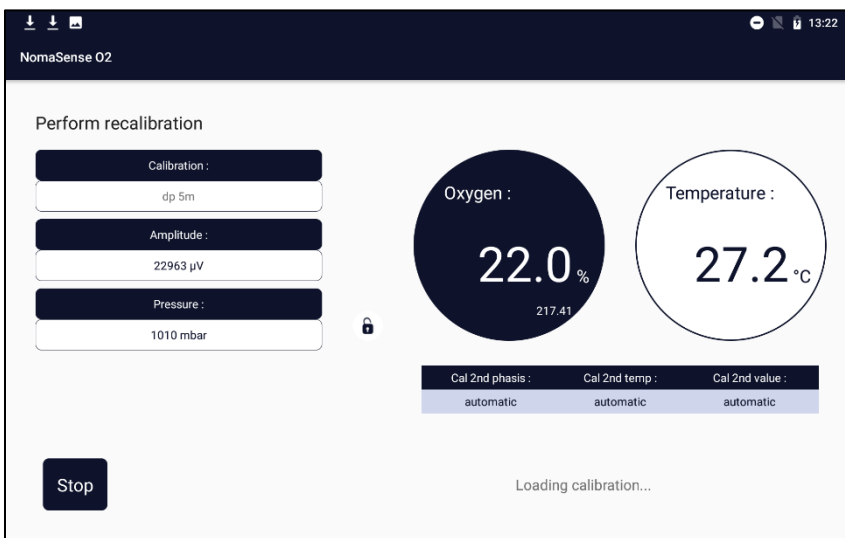 13:22
NomaSense O2
Perform recalibration
Calibration :
dp 5m
Amplitude :
22963 µV
Pressure :
1010 mbar
Oxygen :
22.0 %
217.41
Temperature :
27.2 °C
Cal 2nd phasis : Cal 2nd temp : Cal 2nd value :
automatic automatic automatic
Stop
Loading calibration...